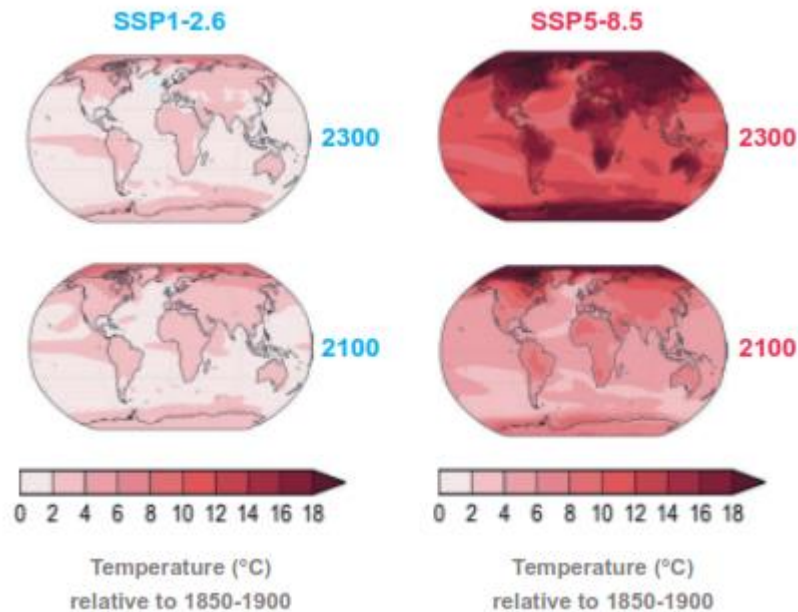 SSP1-2.6
SSP5-8.5
2300
2300
2100
2100
0 2 4 6 8 10 12 14 16 18
0 2 4 6 8 10 12 14 16 18
Temperature (°C)
relative to 1850-1900
Temperature (°C)
relative to 1850-1900